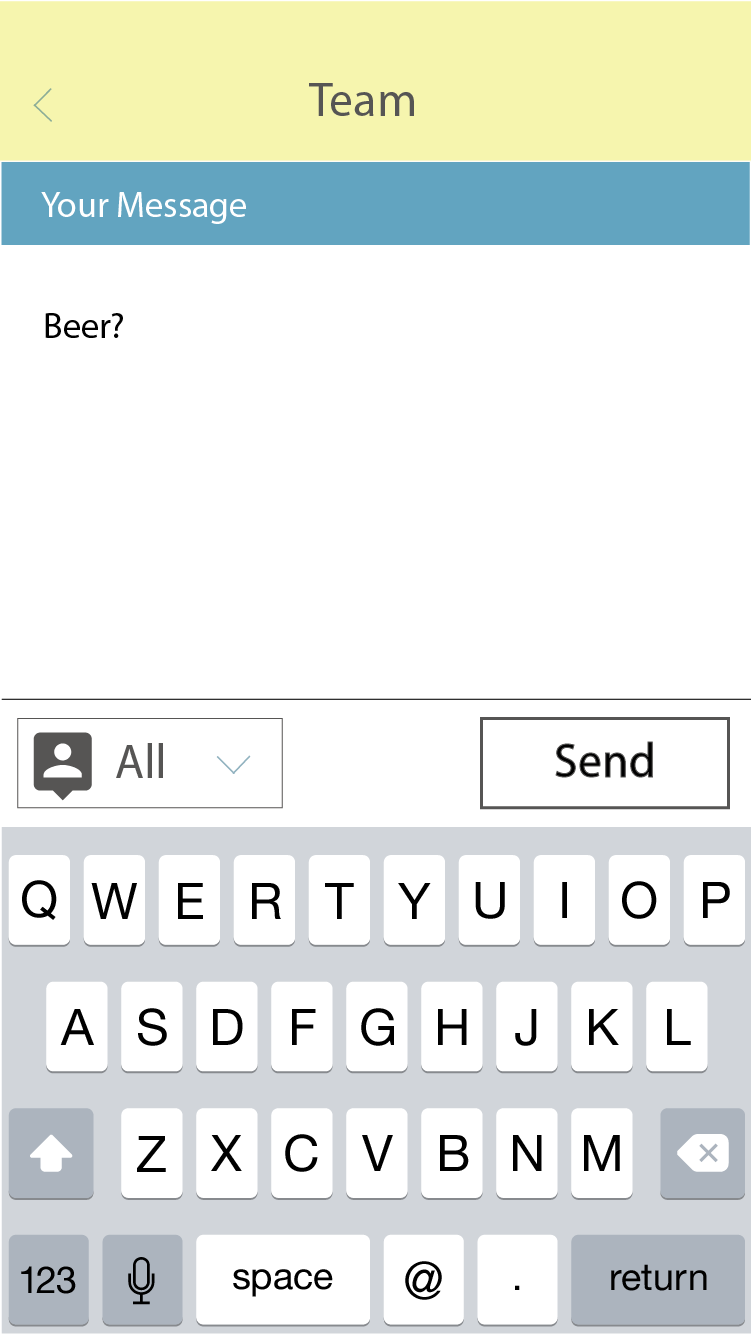 Team
Your Message
Beer?
All
Send
Q W E R T Y U I O P
A S D F G H J K L
Z X C V B N M
123 space @ . return